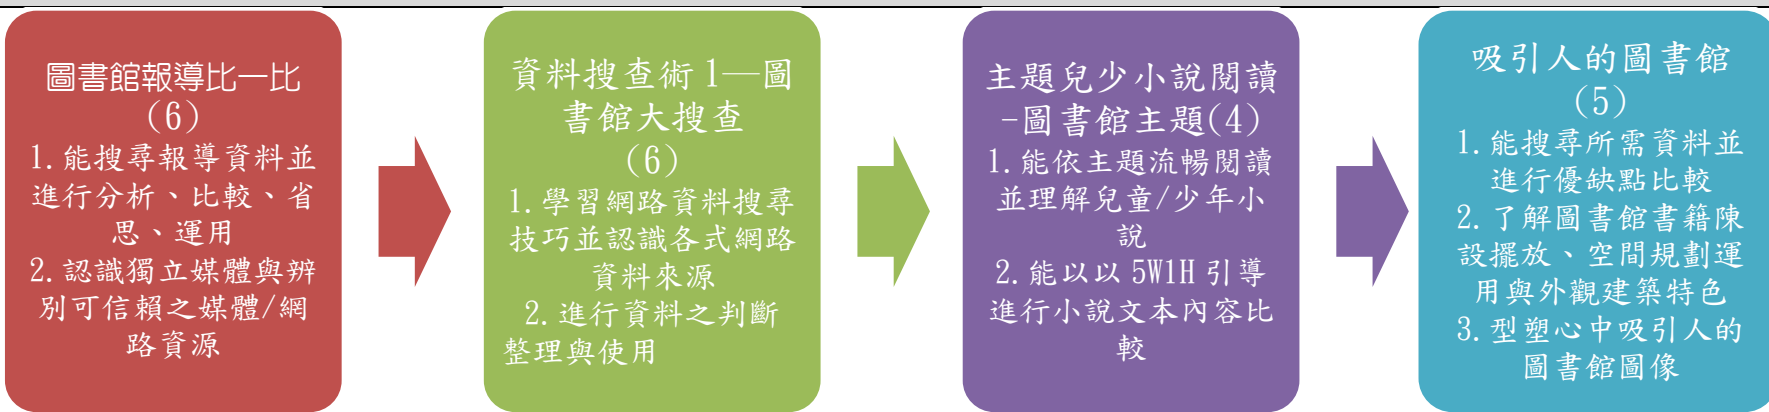 圖書館報導比一比
(6)
1.能搜尋報導資料並
進行分析、比較、省
思、運用
2.認識獨立媒體與辨
別可信賴之媒體/網
路資源
資料搜查術1—圖
書館大搜查
(6)
1.學習網路資料搜尋
技巧並認識各式網路
資料來源
2.進行資料之判斷
整理與使用
主題兒少小說閱讀
-圖書館主題(4)
1.能依主題流暢閱讀
並理解兒童/少年小
說
2.能以以5W1H引導
進行小說文本內容比
較
吸引人的圖書館
(5)
1.能搜尋所需資料並
進行優缺點比較
2.了解圖書館書籍陳
設擺放、空間規劃運
用與外觀建築特色
3.型塑心中吸引人的
圖書館圖像